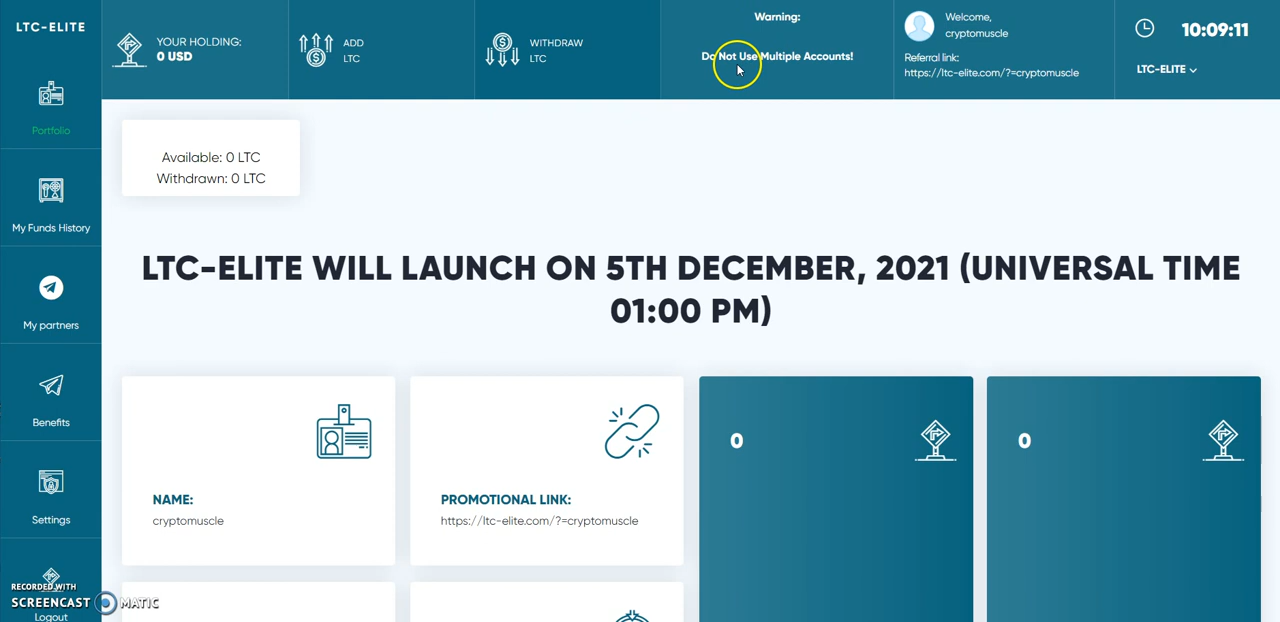 LTC-ELITE
YOUR HOLDING:
0 USD
ADD
LTC
WITHDRAW
LTC
Warning:
Do Not Use Multiple Accounts!
Welcome,
cryptomuscle
Referral link:
https://ltc-elite.com/?=cryptomuscle
10:09:11
LTC-ELITE
Portfolio
My Funds History
My partners
Benefits
Settings
Logout
Available: 0 LTC
Withdrawn: 0 LTC
LTC-ELITE WILL LAUNCH ON 5TH DECEMBER, 2021 (UNIVERSAL TIME
01:00 PM)
NAME:
cryptomuscle
PROMOTIONAL LINK:
https://ltc-elite.com/?=cryptomuscle
0
0
RECORDED WITH
SCREENCAST MATIC